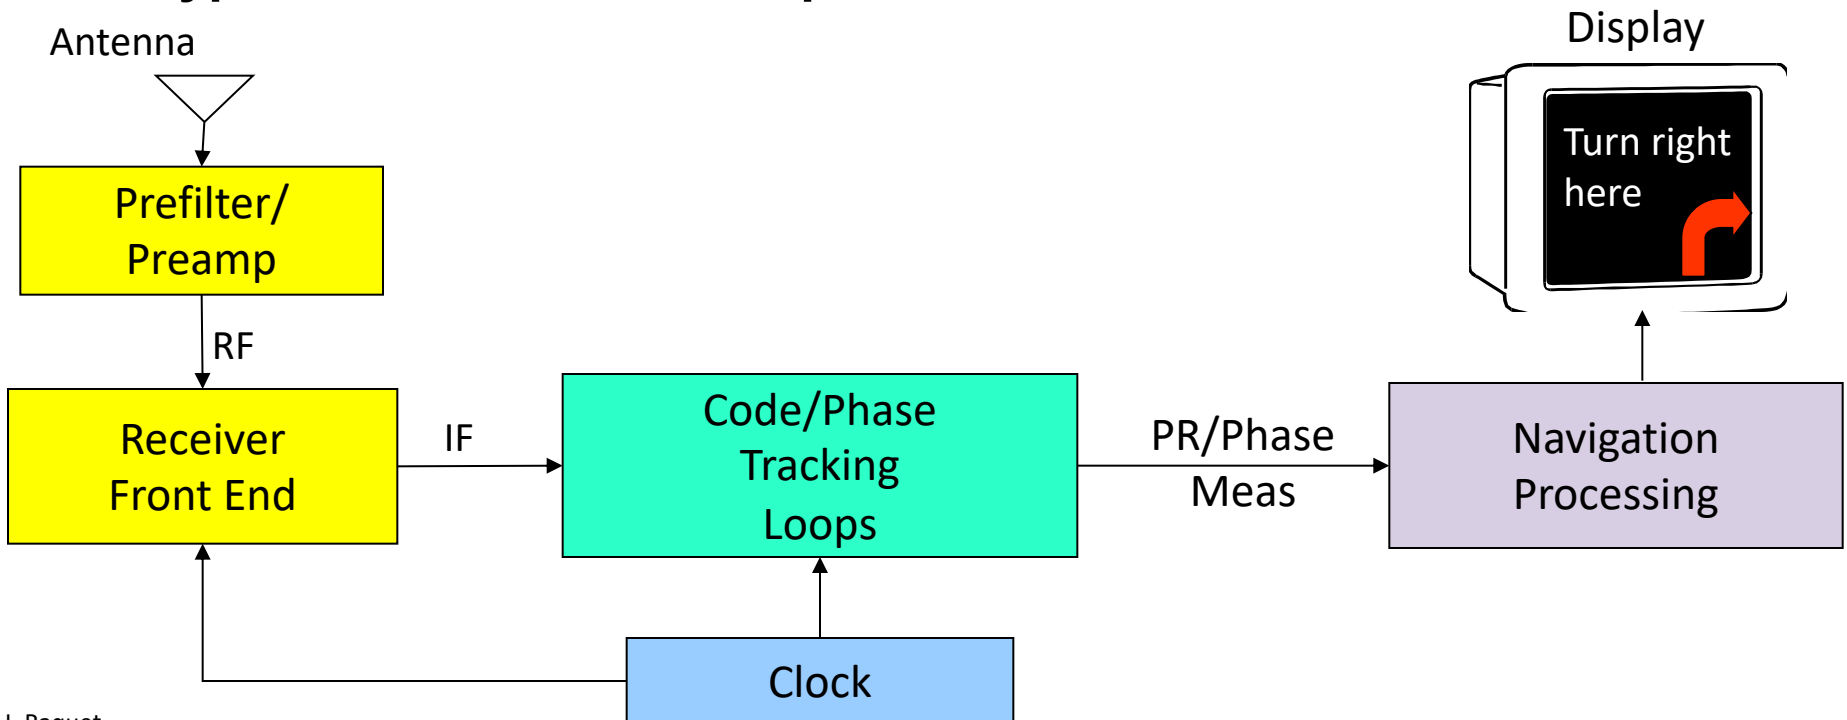 Antenna
Display
Turn right
here
Prefilter/
Preamp
RF
Receiver
Front End
IF
Code/Phase
Tracking
Loops
PR/Phase
Meas
Navigation
Processing
Clock